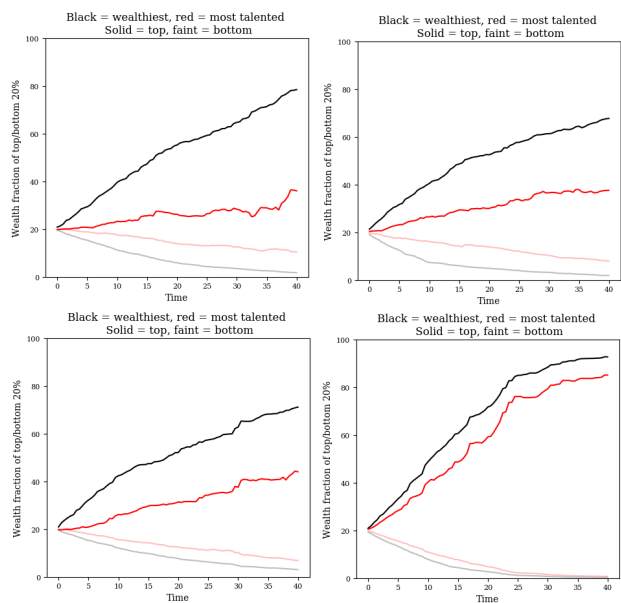 Black = wealthiest, red = most talented
Solid = top, faint = bottom
Wealth fraction of top/bottom 20%
100
80
60
40
20
0
0 5 10 15 20 25 30 35 40
Time
Black = wealthiest, red = most talented
Solid = top, faint = bottom
Wealth fraction of top/bottom 20%
100
80
60
40
20
0
0 5 10 15 20 25 30 35 40
Time
Black = wealthiest, red = most talented
Solid = top, faint = bottom
Wealth fraction of top/bottom 20%
100
80
60
40
20
0
0 5 10 15 20 25 30 35 40
Time
Black = wealthiest, red = most talented
Solid = top, faint = bottom
Wealth fraction of top/bottom 20%
100
80
60
40
20
0
0 5 10 15 20 25 30 35 40
Time